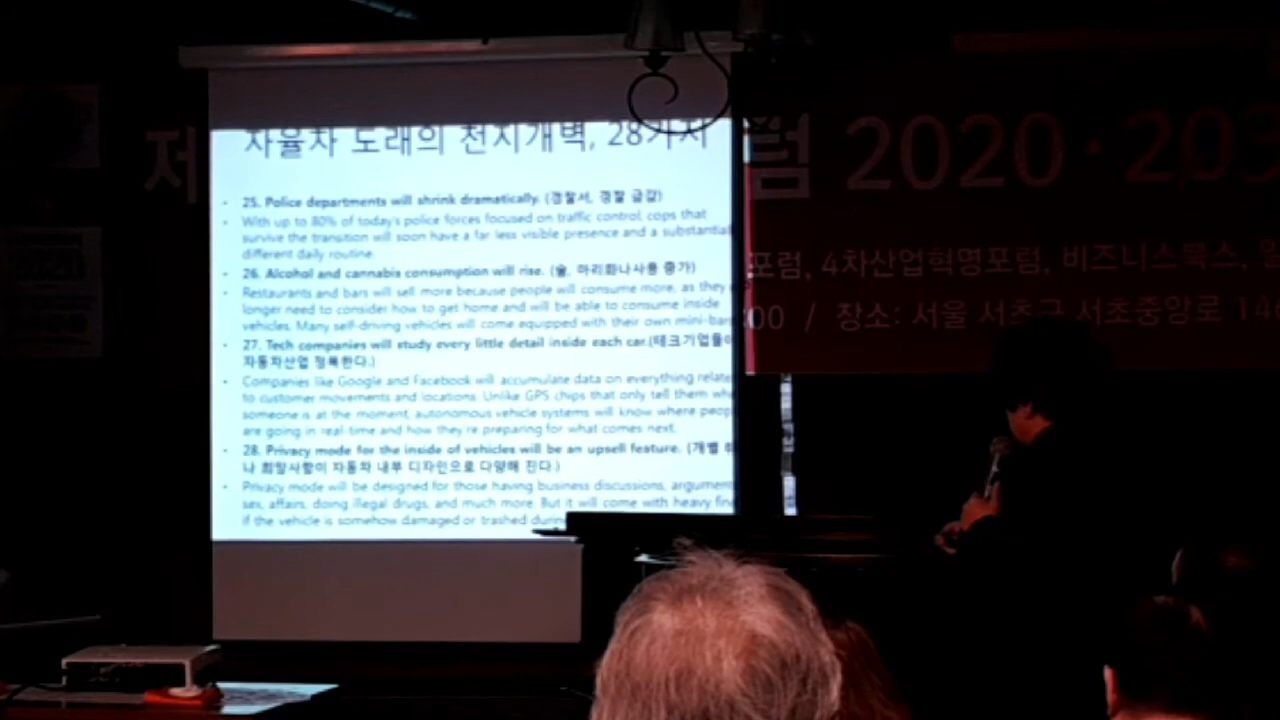 자율차 도래의 천지개벽, 28가지
25. Police departments will shrink dramatically. (경찰서, 경찰 급감)
With up to 80% of today's police forces focused on traffic control, cops that
survive the transition will soon have a far less visible presence and a substantial
different daily routine.
26. Alcohol and cannabis consumption will rise. (술, 마리화나사용 증가)
Restaurants and bars will sell more because people will consume more, as they
longer need to consider how to get home and will be able to consume inside
vehicles. Many self-driving vehicles will come equipped with their own mini-bars
27. Tech companies will study every little detail inside each car.(테크기업들이
자동차산업 정복한다.)
Companies like Google and Facebook will accumulate data on everything relate
to customer movements and locations. Unlike GPS chips that only tell them wh
someone is at the moment, autonomous vehicle systems will know where peop
are going in real-time and how they're preparing for what comes next.
28. Privacy mode for the inside of vehicles will be an upsell feature. (개별 취
나 희망사항이 자동차 내부 디자인으로 다양해 진다.)
Privacy mode will be designed for those having business discussions, argument
sex, affairs, doing illegal drugs, and much more. But it will come with heavy fine
if the vehicle is somehow damaged or trashed during
제
럼 2020·203
포럼, 4차산업혁명포럼, 비즈니스북스,
00 / 장소: 서울 서초구 서초중앙로 14